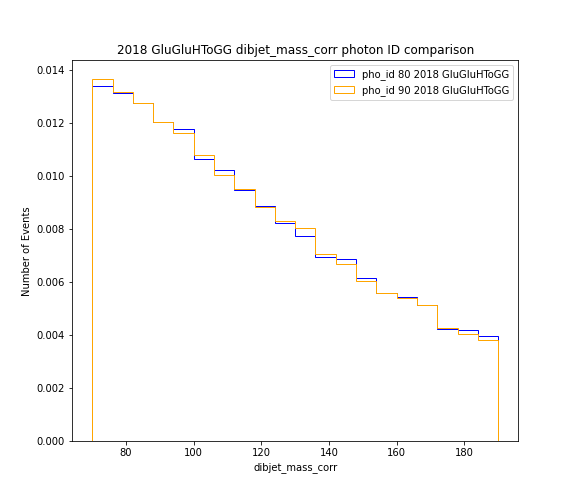 2018 GluGluHToGG dibjet_mass_corr photon ID comparison
pho_id 80 2018 GluGluHToGG
pho_id 90 2018 GluGluHToGG
Number of Events
0.014
0.012
0.010
0.008
0.006
0.004
0.002
0.000
80 100 120 140 160 180
dibjet_mass_corr